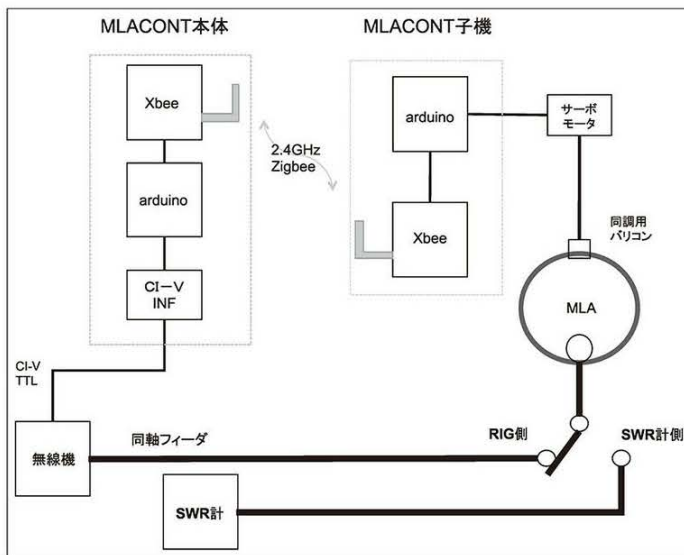 MLACONT本体
MLACONT子機
Xbee
arduino
CI－V
INF
2.4GHz
Zigbee
arduino
Xbee
サーボ
モータ
同調用
バリコン
MLA
CI-V
TTL
無線機
同軸フィーダ
RIG側
SWR計側
SWR計